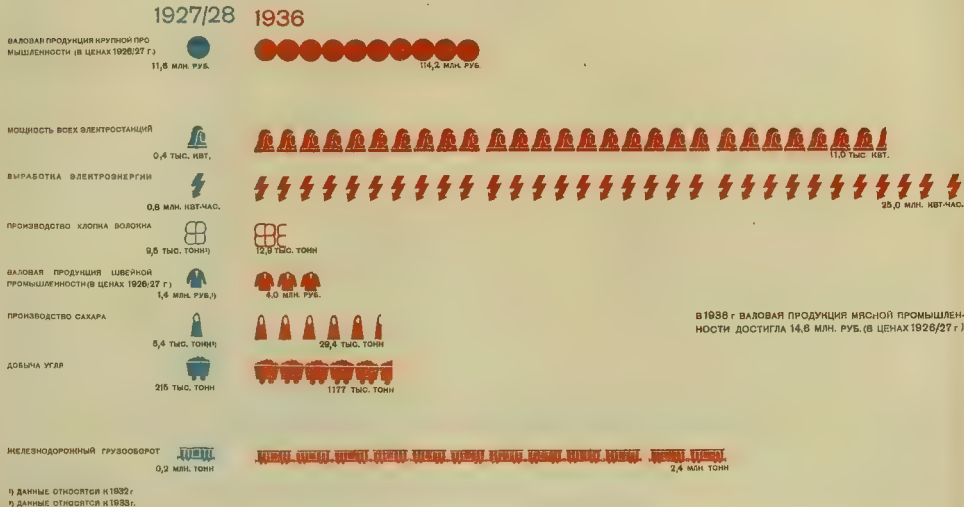 1927/28 1936
ВАЛОВАЯ ПРОДУКЦИЯ КРУПНОЙ ПРО
МЫШЛЕННОСТИ (В ЦЕНАХ 1926/27 г.)
11,6 МЛН. РУБ.
114,2 МЛН. РУБ.
МОЩНОСТЬ ВСЕХ ЭЛЕКТРОСТАНЦИЙ
0,4 ТЫС. КВТ.
11,0 ТЫС. КВТ.
ВЫРАБОТКА ЭЛЕКТРОЭНЕРГИИ
0,8 МЛН. КВТ-ЧАС.
25,0 МЛН. КВТ-ЧАС.
ПРОИЗВОДСТВО ХЛОПКА ВОЛОКНА
9,5 ТЫС. ТОНН²)
12,9 ТЫС. ТОНН
ВАЛОВАЯ ПРОДУКЦИЯ ШВЕЙНОЙ
ПРОМЫШЛЕННОСТИ (В ЦЕНАХ 1926/27 г.)
1,4 МЛН. РУБ.¹)
4,0 МЛН. РУБ.
В 1936 г ВАЛОВАЯ ПРОДУКЦИЯ МЯСНОЙ ПРОМЫШЛЕН-
НОСТИ ДОСТИГЛА 14,6 МЛН. РУБ. (В ЦЕНАХ 1926/27 г.)
ПРОИЗВОДСТВО САХАРА
5,4 ТЫС. ТОНН²)
29,4 ТЫС. ТОНН
ДОБЫЧА УГЛЯ
215 ТЫС. ТОНН
1177 ТЫС. ТОНН
ЖЕЛЕЗНОДОРОЖНЫЙ ГРУЗООБОРОТ
0,2 МЛН. ТОНН
2,4 МЛН. ТОНН
¹) ДАННЫЕ ОТНОСЯТСЯ К 1932 г
²) ДАННЫЕ ОТНОСЯТСЯ К 1933 г.